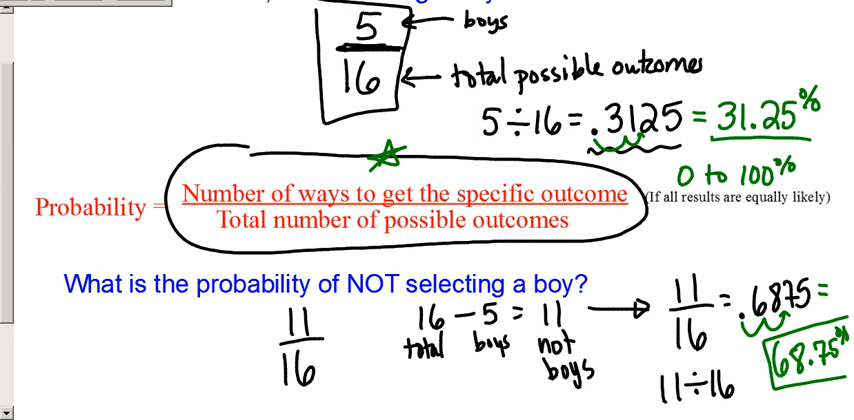 5 ← boys
16 ← total possible outcomes
5÷16 = .3125 = 31.25%
0 to 100%
Probability = Number of ways to get the specific outcome
Total number of possible outcomes
(If all results are equally likely)
What is the probability of NOT selecting a boy?
11
16
16 - 5 = 11
total boys not boys
11
16
= .6875 =
68.75%
11÷16